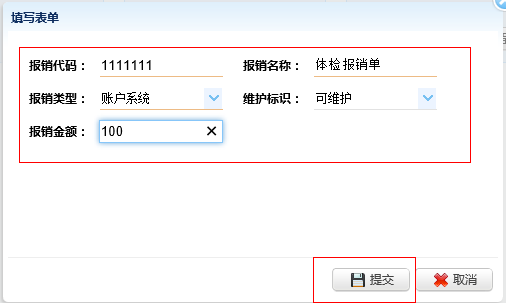 填写表单
报销代码： 1111111 报销名称： 体检报销单
报销类型： 账户系统 维护标识： 可维护
报销金额： 100
提交 取消